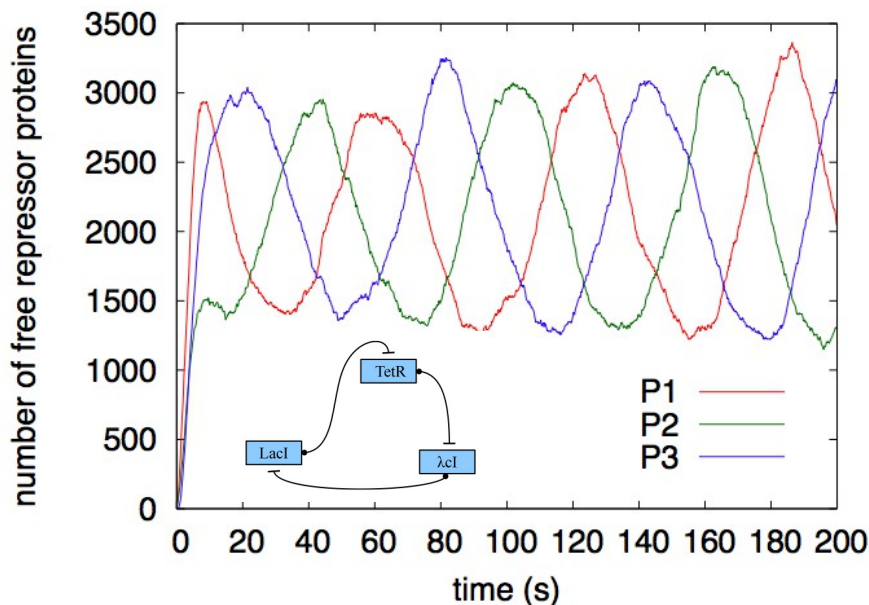 number of free repressor proteins
3500
3000
2500
2000
1500
1000
500
0
TetR
LacI
λcI
P1
P2
P3
0 20 40 60 80 100 120 140 160 180 200
time (s)